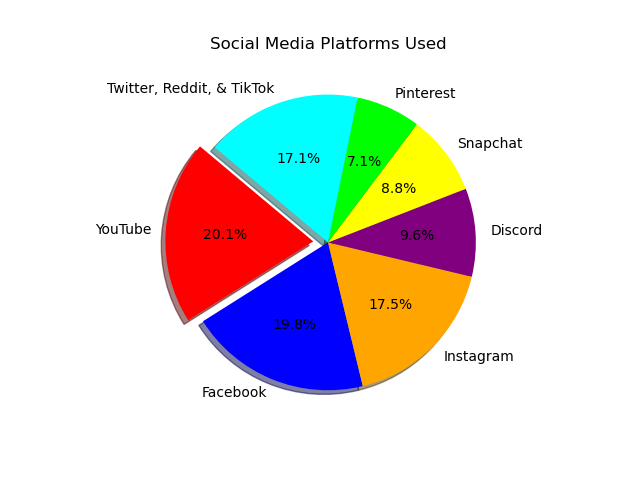 Social Media Platforms Used
Twitter, Reddit, & TikTok
Pinterest
Snapchat
Discord
Instagram
Facebook
YouTube
17.1%
7.1%
8.8%
9.6%
17.5%
19.8%
20.1%